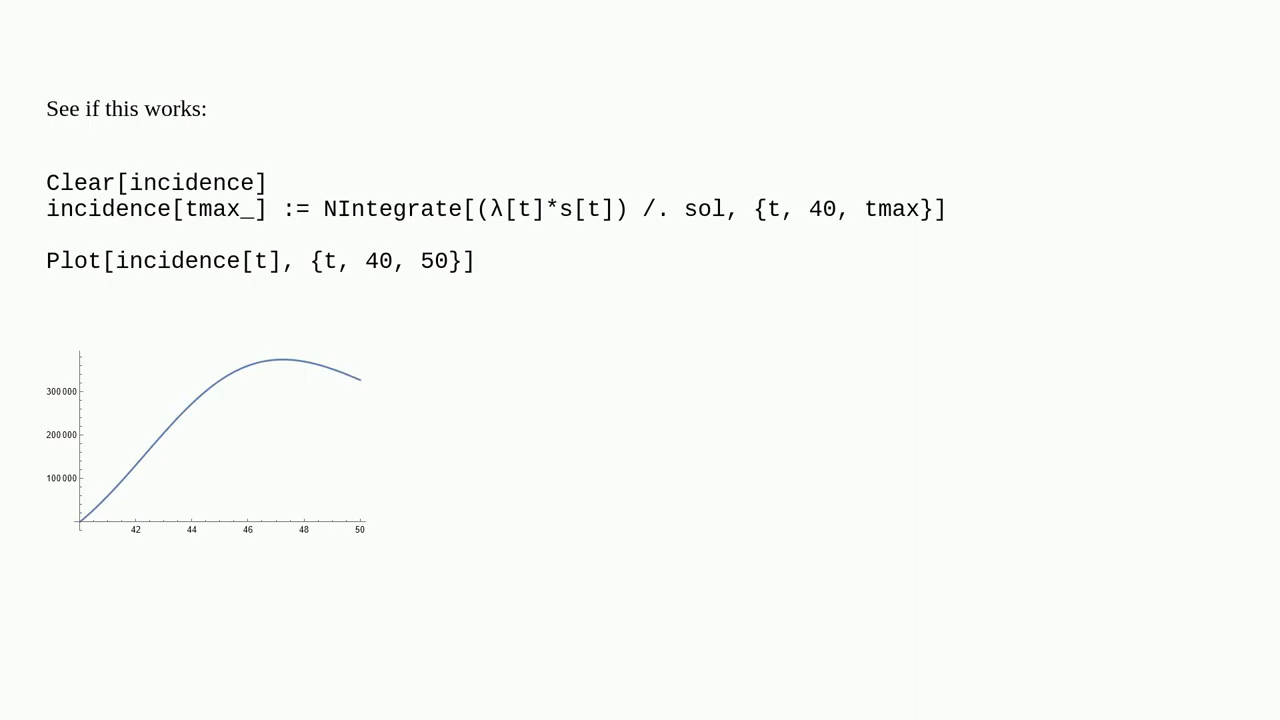 See if this works:
Clear[incidence]
incidence[tmax_] := NIntegrate[(λ[t]*s[t]) /. sol, {t, 40, tmax}]
Plot[incidence[t], {t, 40, 50}]
300000
200000
100000
42 44 46 48 50